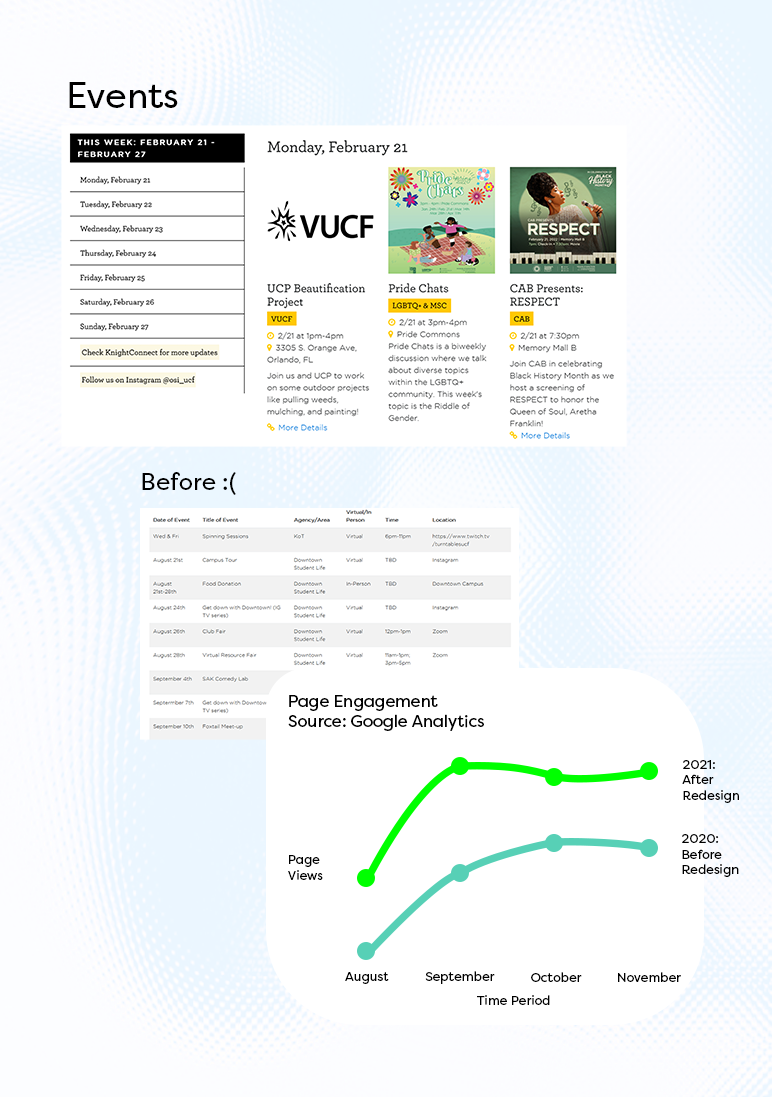 Events
THIS WEEK: FEBRUARY 21 -
FEBRUARY 27
Monday, February 21
Tuesday, February 22
Wednesday, February 23
Thursday, February 24
Friday, February 25
Saturday, February 26
Sunday, February 27
Check KnightConnect for more updates
Follow us on Instagram @osi_ucf
Monday, February 21
VUCF
UCP Beautification
Project
VUCF
2/21 at 1pm-4pm
3305 S. Orange Ave,
Orlando, FL
Join us and UCP to work
on some outdoor projects
like pulling weeds,
mulching, and painting!
More Details
Pride
Chats
Pride Chats
LGBTQ+ & MSC
2/21 at 3pm-4pm
Pride Commons
Pride Chats is a biweekly
discussion where we talk
about diverse topics
within the LGBTQ+
community. This week's
topic is the Riddle of
Gender.
BLACK
History
CAB PRESENTS:
RESPECT
CAB Presents:
RESPECT
CAB
2/21 at 7:30pm
Memory Mall B
Join CAB in celebrating
Black History Month as we
host a screening of
RESPECT to honor the
Queen of Soul, Aretha
Franklin!
More Details
Before :(
Date of Event Title of Event Agency/Area Virtual/In Person Time Location
Wed & Fri Spinning Sessions KoT Virtual 6pm-11pm https://www.twitch.tv
/turntablesucf
August 21st Campus Tour Downtown Student Life Virtual TBD Instagram
August 21st-28th Food Donation Downtown Student Life In-Person TBD Downtown Campus
August 24th Get down with Downtown! (IG TV series) Downtown Student Life Virtual TBD Instagram
August 26th Club Fair Downtown Student Life Virtual 12pm-1pm Zoom
August 28th Virtual Resource Fair Downtown Student Life Virtual 11am-1pm, 3pm-5pm Zoom
September 4th SAK Comedy Lab
September 7th Get down with Downtow
TV series)
September 10th Foxtail Meet-up
Page Engagement
Source: Google Analytics
2021:
After
Redesign
2020:
Before
Redesign
Page
Views
August September October November
Time Period